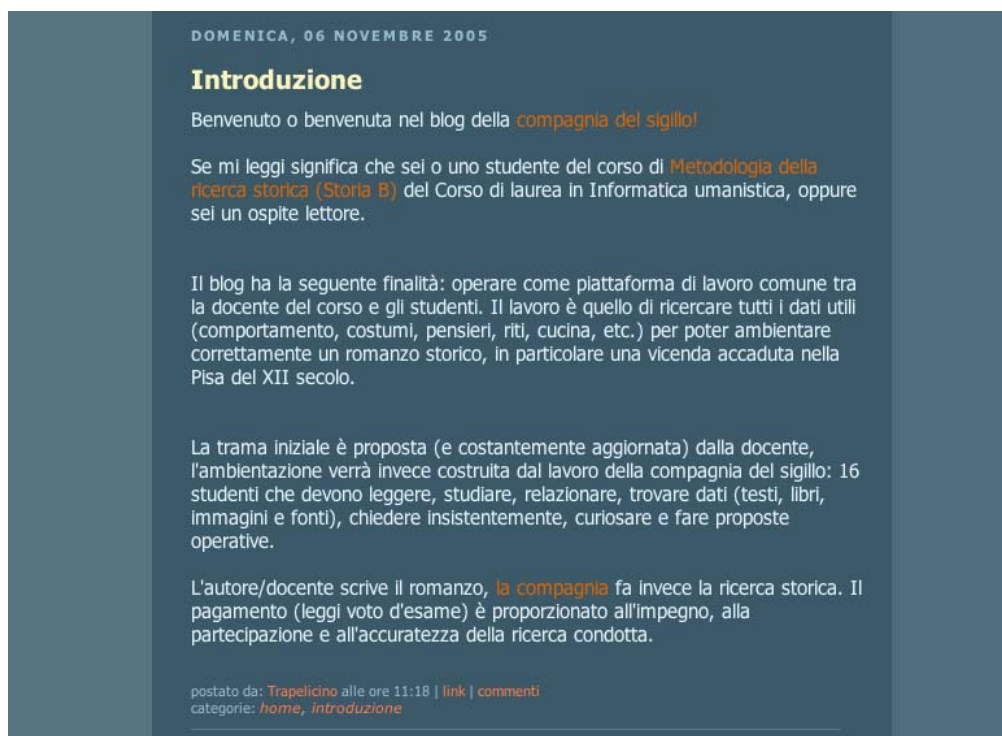 DOMENICA, 06 NOVEMBRE 2005
Introduzione
Benvenuto o benvenuta nel blog della compagnia del sigillo!
Se mi leggi significa che sei o uno studente del corso di Metodologia della
ricerca storica (Storia B) del Corso di laurea in Informatica umanistica, oppure
sei un ospite lettore.
Il blog ha la seguente finalità: operare come piattaforma di lavoro comune tra
la docente del corso e gli studenti. Il lavoro è quello di ricercare tutti i dati utili
(comportamento, costumi, pensieri, riti, cucina, etc.) per poter ambientare
correttamente un romanzo storico, in particolare una vicenda accaduta nella
Pisa del XII secolo.
La trama iniziale è proposta (e costantemente aggiornata) dalla docente,
l'ambientazione verrà invece costruita dal lavoro della compagnia del sigillo: 16
studenti che devono leggere, studiare, relazionare, trovare dati (testi, libri,
immagini e fonti), chiedere insistentemente, curiosare e fare proposte
operative.
L'autore/docente scrive il romanzo, la compagnia fa invece la ricerca storica. Il
pagamento (leggi voto d'esame) è proporzionato all'impegno, alla
partecipazione e all'accuratezza della ricerca condotta.
postato da: Trapelicino alle ore 11:18 | link | commenti
categorie: home, introduzione